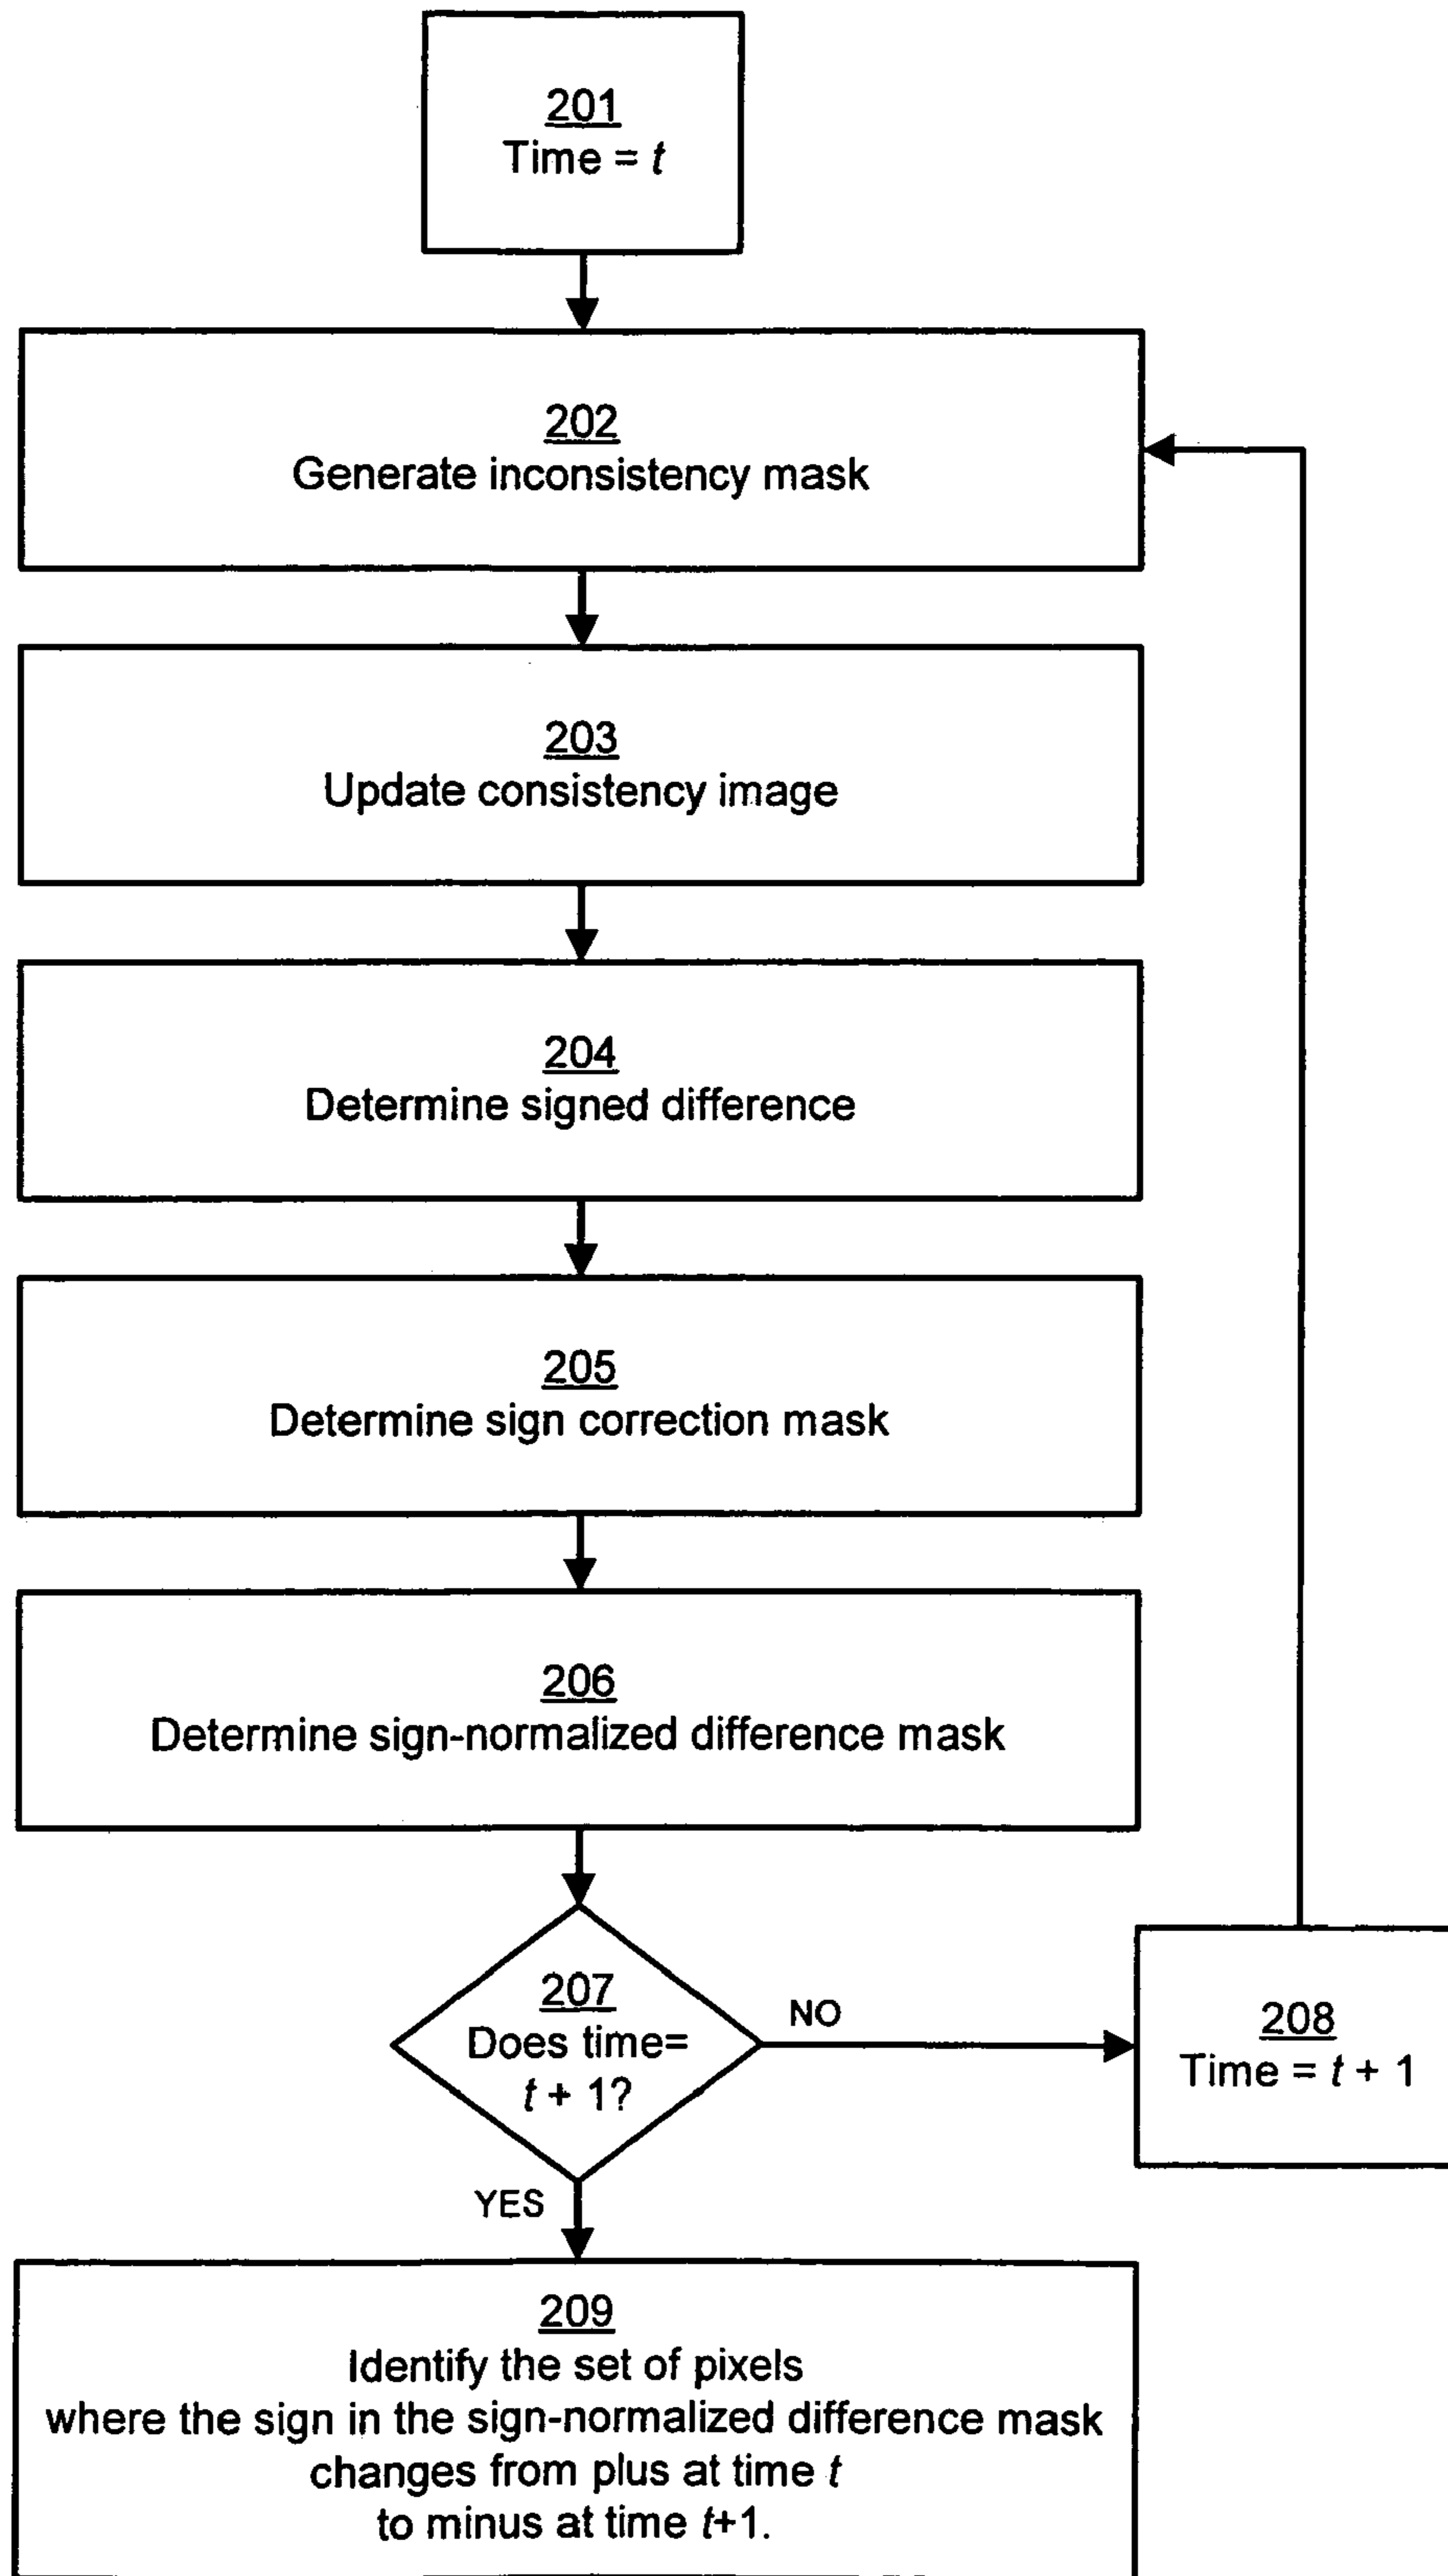 201
Time = t
202
Generate inconsistency mask
203
Update consistency image
204
Determine signed difference
205
Determine sign correction mask
206
Determine sign-normalized difference mask
207
Does time=
t + 1?
NO
208
Time = t + 1
YES
209
Identify the set of pixels
where the sign in the sign-normalized difference mask
changes from plus at time t
to minus at time t+1.